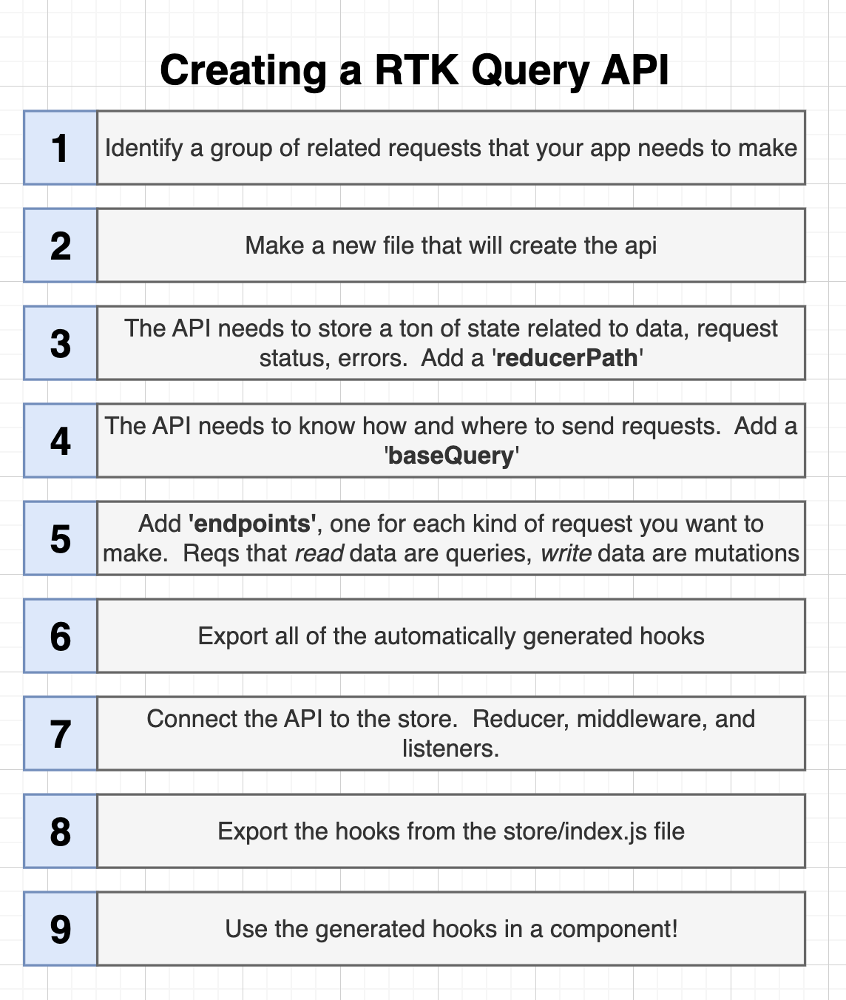 Creating a RTK Query API
1
Identify a group of related requests that your app needs to make
2
Make a new file that will create the api
3
The API needs to store a ton of state related to data, request
status, errors.  Add a 'reducerPath'
4
The API needs to know how and where to send requests.  Add a
'baseQuery'
5
Add 'endpoints', one for each kind of request you want to
make.  Reqs that read data are queries, write data are mutations
6
Export all of the automatically generated hooks
7
Connect the API to the store.  Reducer, middleware, and
listeners.
8
Export the hooks from the store/index.js file
9
Use the generated hooks in a component!